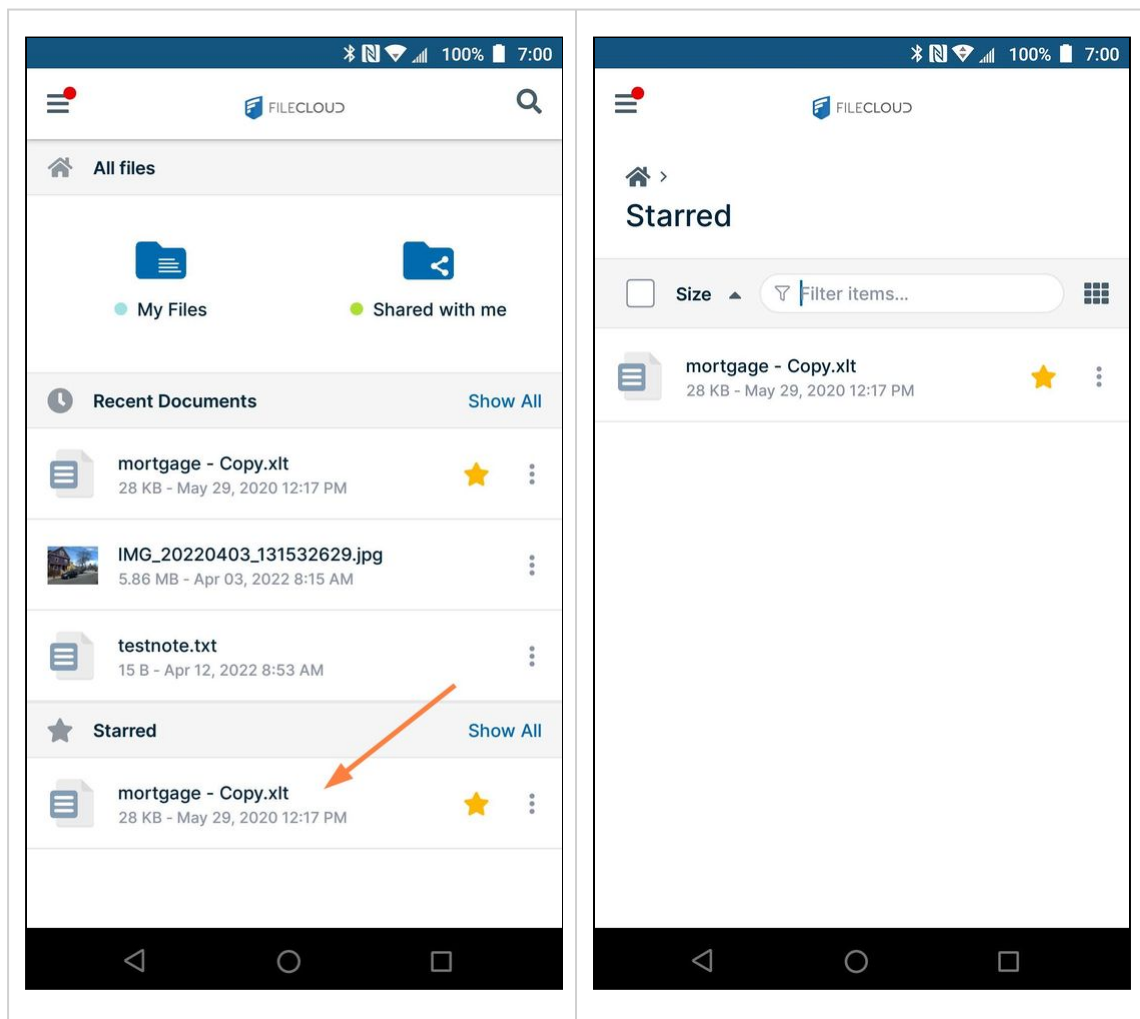 100% 7:00
FILECLOUD
All files
My Files Shared with me
Recent Documents Show All
mortgage - Copy.xlt
28 KB - May 29, 2020 12:17 PM
IMG_20220403_131532629.jpg
5.86 MB - Apr 03, 2022 8:15 AM
testnote.txt
15 B - Apr 12, 2022 8:53 AM
Starred Show All
mortgage - Copy.xlt
28 KB - May 29, 2020 12:17 PM
100% 7:00
FILECLOUD
Starred
Size Filter items...
mortgage - Copy.xlt
28 KB - May 29, 2020 12:17 PM